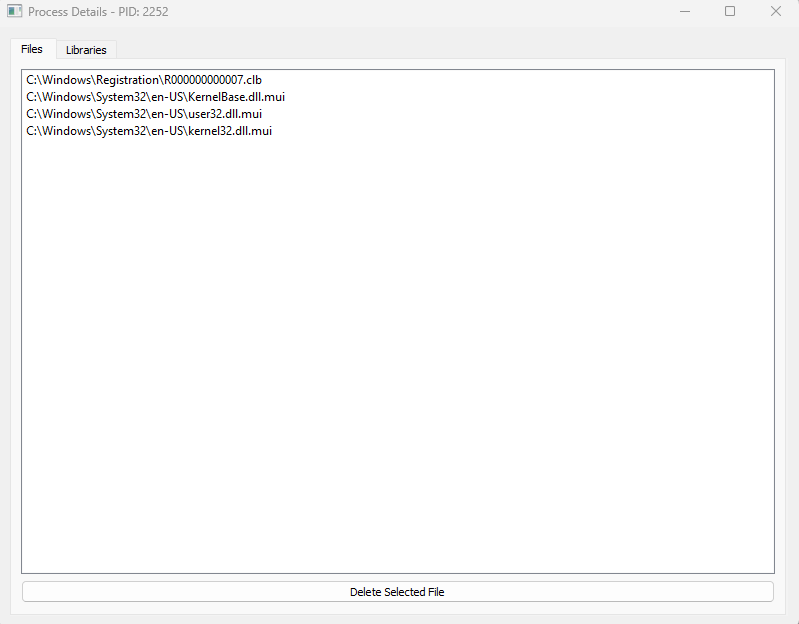 Process Details - PID: 2252
Files Libraries
C:\Windows\Registration\R000000000007.clb
C:\Windows\System32\en-US\KernelBase.dll.mui
C:\Windows\System32\en-US\user32.dll.mui
C:\Windows\System32\en-US\kernel32.dll.mui
Delete Selected File